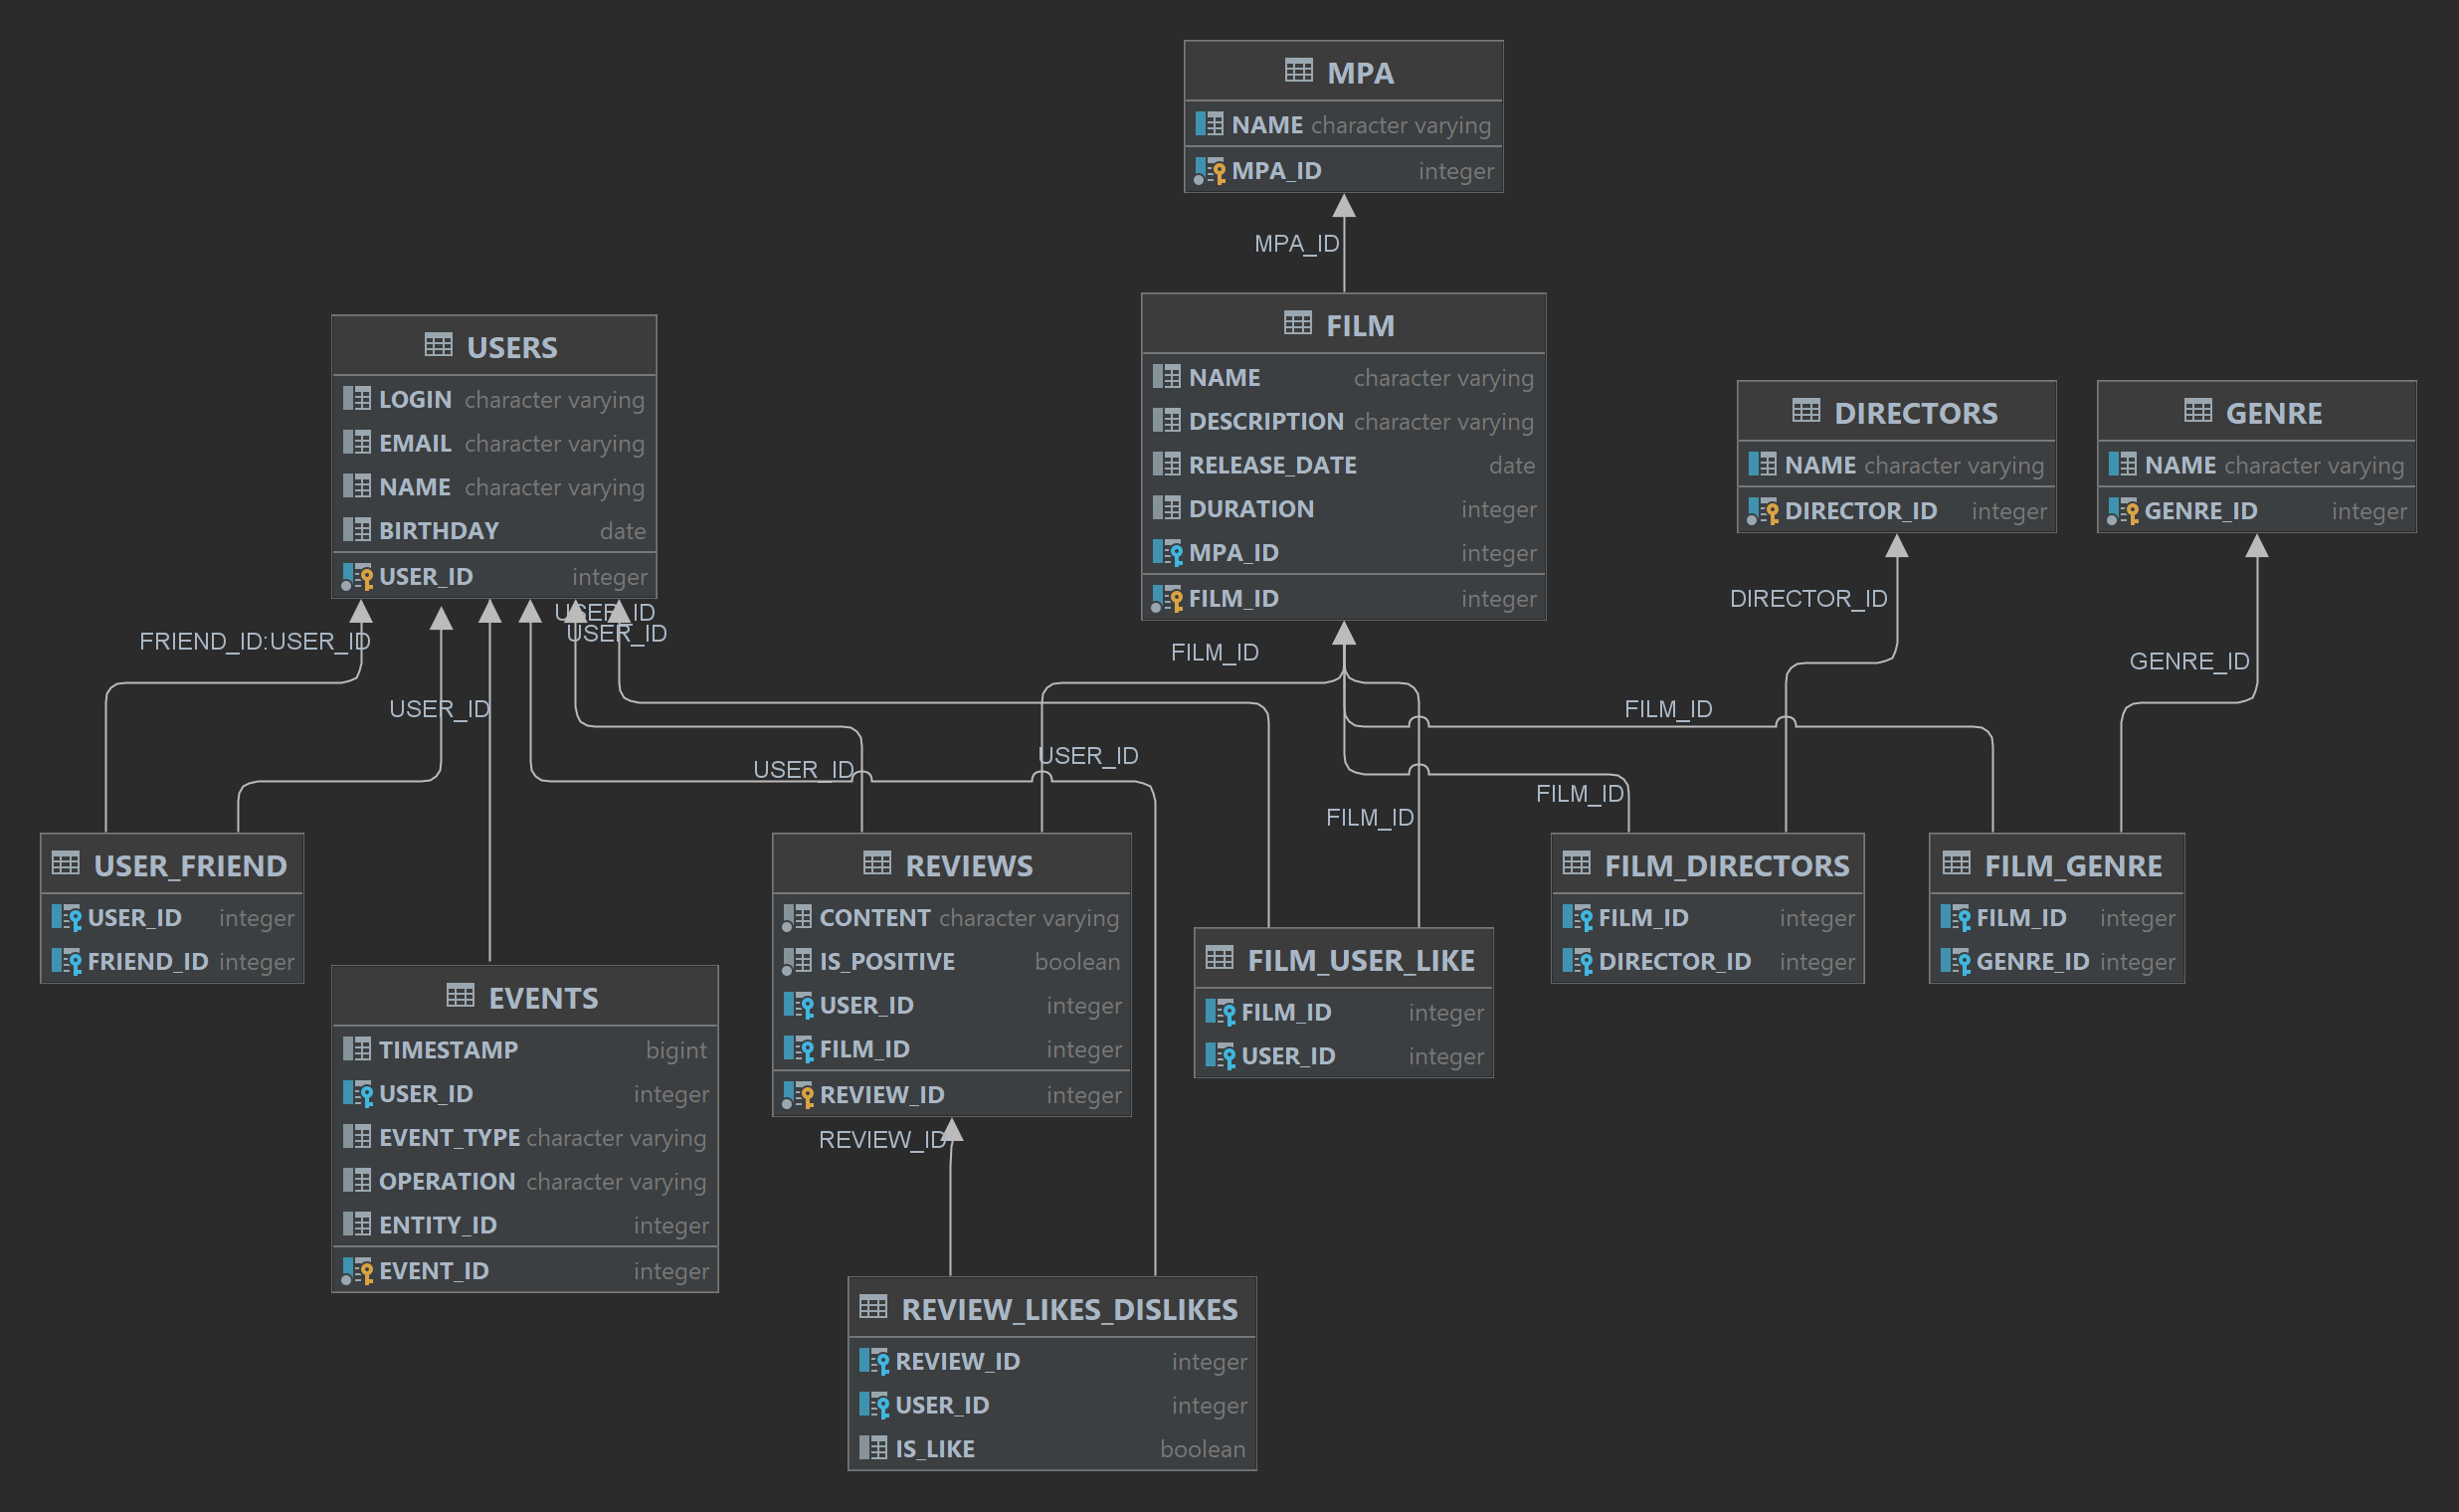 MPA
NAME character varying
MPA_ID integer
MPA_ID
USERS
LOGIN character varying
EMAIL character varying
NAME character varying
BIRTHDAY date
USER_ID integer
FILM
NAME character varying
DESCRIPTION character varying
RELEASE_DATE date
DURATION integer
MPA_ID integer
FILM_ID integer
DIRECTORS
NAME character varying
DIRECTOR_ID integer
GENRE
NAME character varying
GENRE_ID integer
FRIEND_ID:USER_ID
USER_ID
USER_ID
USER_ID
USER_ID
USER_ID
FILM_ID
FILM_ID
FILM_ID
FILM_ID
DIRECTOR_ID
GENRE_ID
USER_FRIEND
USER_ID integer
FRIEND_ID integer
EVENTS
TIMESTAMP bigint
USER_ID integer
EVENT_TYPE character varying
OPERATION character varying
ENTITY_ID integer
EVENT_ID integer
REVIEWS
CONTENT character varying
IS_POSITIVE boolean
USER_ID integer
FILM_ID integer
REVIEW_ID integer
REVIEW_ID
FILM_USER_LIKE
FILM_ID integer
USER_ID integer
FILM_DIRECTORS
FILM_ID integer
DIRECTOR_ID integer
FILM_GENRE
FILM_ID integer
GENRE_ID integer
REVIEW_LIKES_DISLIKES
REVIEW_ID integer
USER_ID integer
IS_LIKE boolean